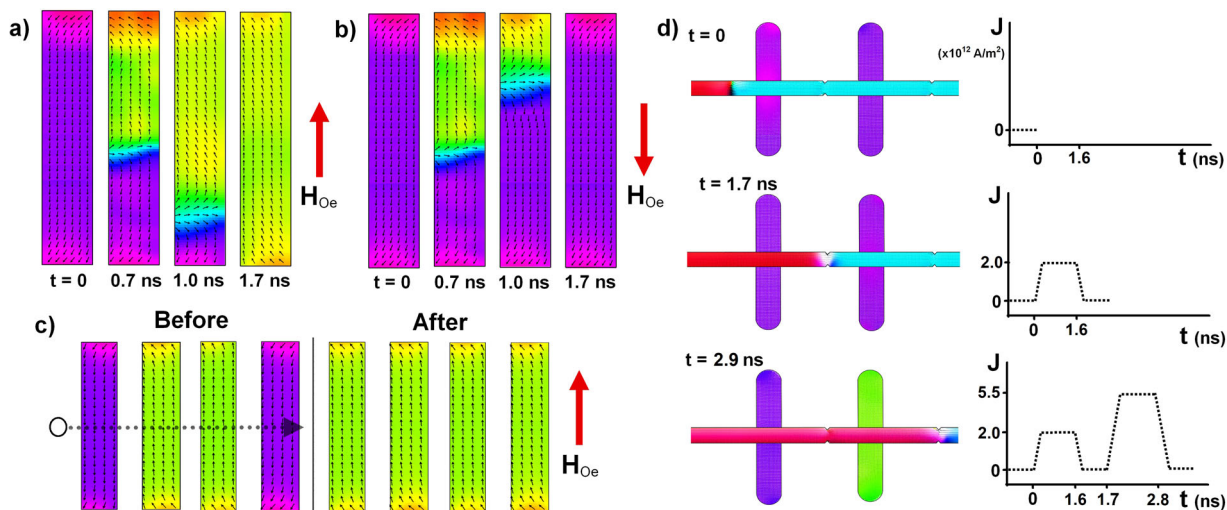 a)
t = 0
0.7 ns
1.0 ns
1.7 ns
H_Oe
b)
t = 0
0.7 ns
1.0 ns
1.7 ns
H_Oe
c)
Before
After
H_Oe
d)
t = 0
J
(x10¹² A/m²)
0
0
1.6
t (ns)
t = 1.7 ns
J
2.0
0
0
1.6
t (ns)
t = 2.9 ns
J
5.5
2.0
0
0
1.6
1.7
2.8
t (ns)